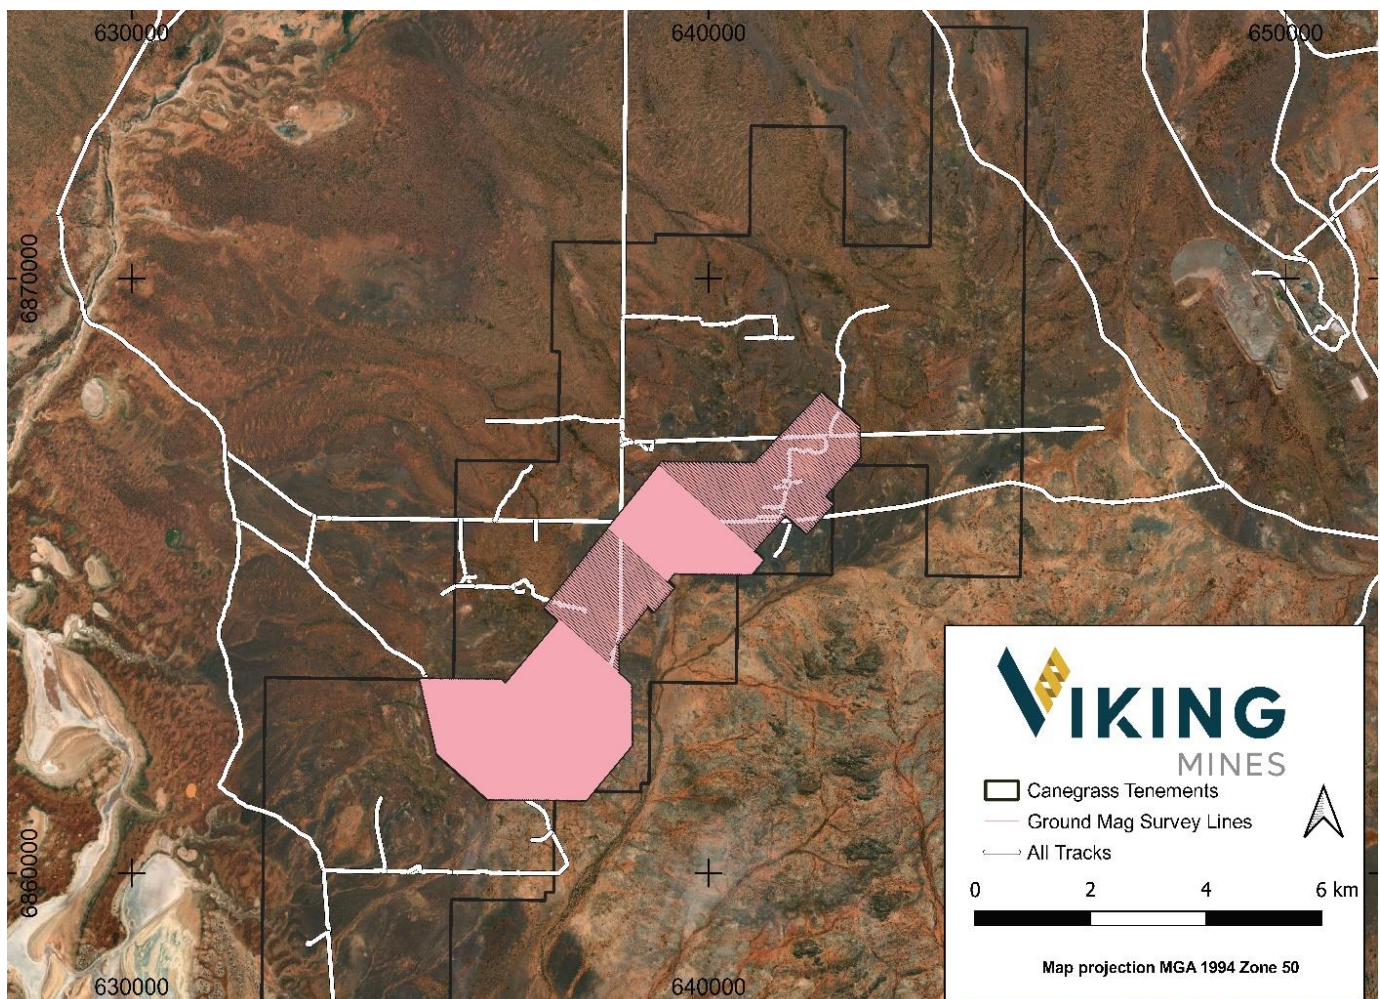 630000
640000
650000
6870000
6860000
VIKING
MINES
Canegrass Tenements
Ground Mag Survey Lines
All Tracks
0 2 4 6 km
Map projection MGA 1994 Zone 50
630000
640000